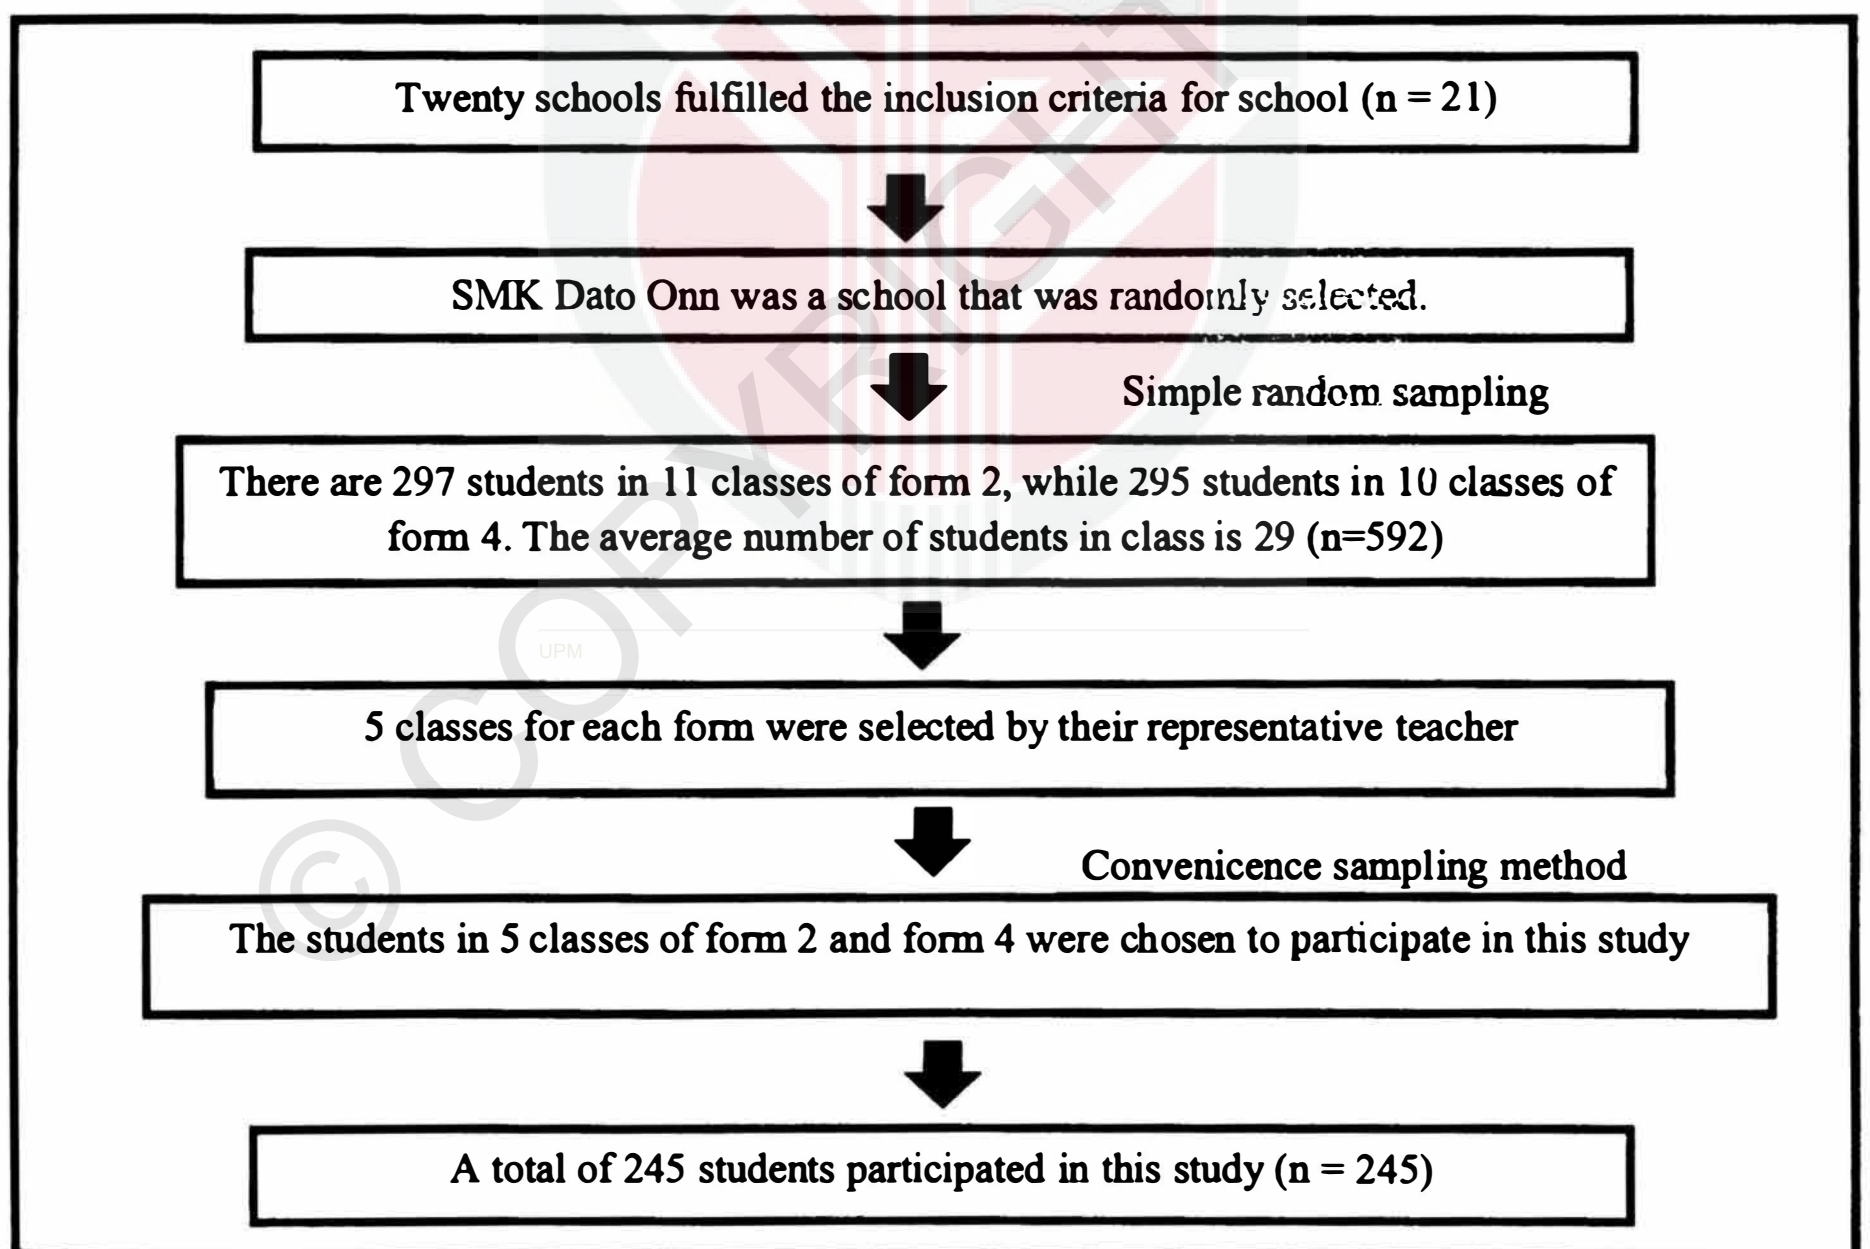 Twenty schools fulfilled the inclusion criteria for school (n = 21)
SMK Dato Onn was a school that was randomly selected.
Simple random sampling
There are 297 students in 11 classes of form 2, while 295 students in 10 classes of
form 4. The average number of students in class is 29 (n=592)
UPM
5 classes for each form were selected by their representative teacher
Convenicence sampling method
The students in 5 classes of form 2 and form 4 were chosen to participate in this study
A total of 245 students participated in this study (n = 245)
© COPYRIGHT